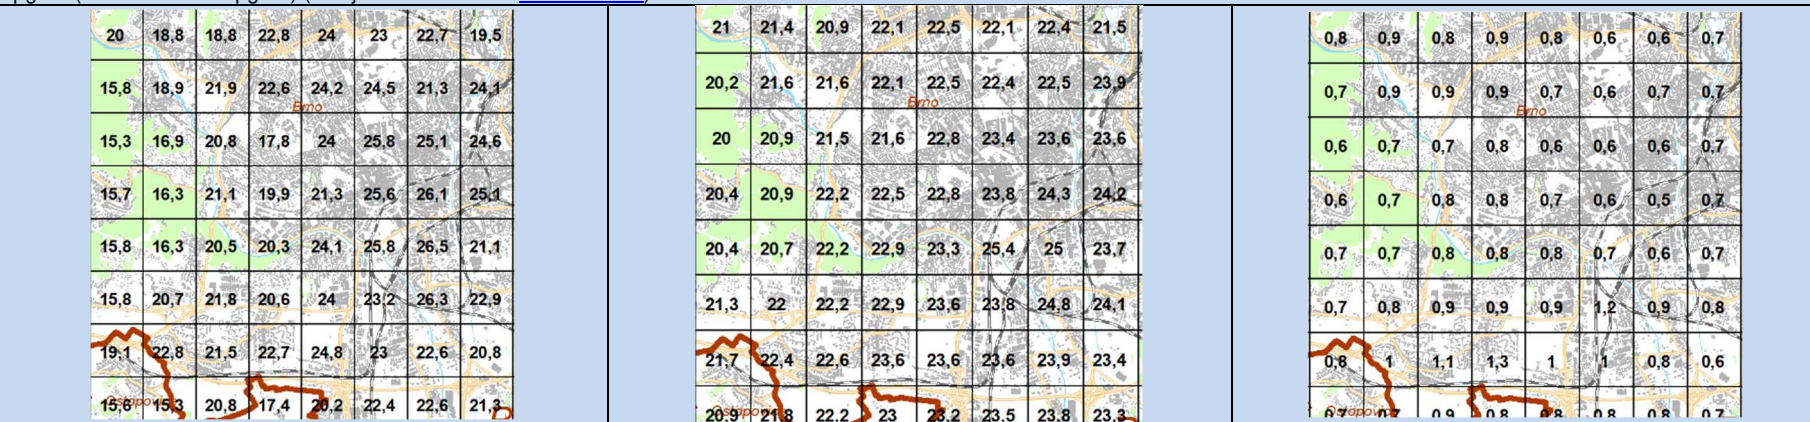 20 18,8 18,8 22,8 24 23 22,7 19,5
15,8 18,9 21,9 22,6 24,2 24,5 21,3 24,1
Brno
15,3 16,9 20,8 17,8 24 25,8 25,1 24,6
15,7 16,3 21,1 19,9 21,3 25,6 26,1 25,1
15,8 16,3 20,5 20,3 24,1 25,8 26,5 21,1
15,8 20,7 21,8 20,6 24 23,2 26,3 22,9
19,1 22,8 21,5 22,7 24,8 23 22,6 20,8
15,6 15,3 20,8 17,4 20,2 22,4 22,6 21,3
21 21,4 20,9 22,1 22,5 22,1 22,4 21,5
20,2 21,6 21,6 22,1 22,5 22,4 22,5 23,9
Brno
20 20,9 21,5 21,6 22,8 23,4 23,6 23,6
20,4 20,9 22,2 22,5 22,8 23,8 24,3 24,2
20,4 20,7 22,2 22,9 23,3 25,4 25 23,7
21,3 22 22,2 22,9 23,6 23,8 24,8 24,1
21,7 22,4 22,6 23,6 23,6 23,6 23,9 23,4
20,9 21,8 22,2 23 23,2 23,5 23,8 23,3
0,8 0,9 0,8 0,9 0,8 0,6 0,6 0,7
0,7 0,9 0,9 0,9 0,7 0,6 0,7 0,7
Brno
0,6 0,7 0,7 0,8 0,6 0,6 0,6 0,7
0,6 0,7 0,8 0,8 0,7 0,6 0,5 0,7
0,7 0,7 0,8 0,8 0,8 0,7 0,6 0,7
0,7 0,8 0,9 0,9 0,9 1,2 0,9 0,8
0,8 1 1,1 1,3 1 1 0,8 0,6
0,7 0,7 0,9 0,8 0,8 0,8 0,8 0,7